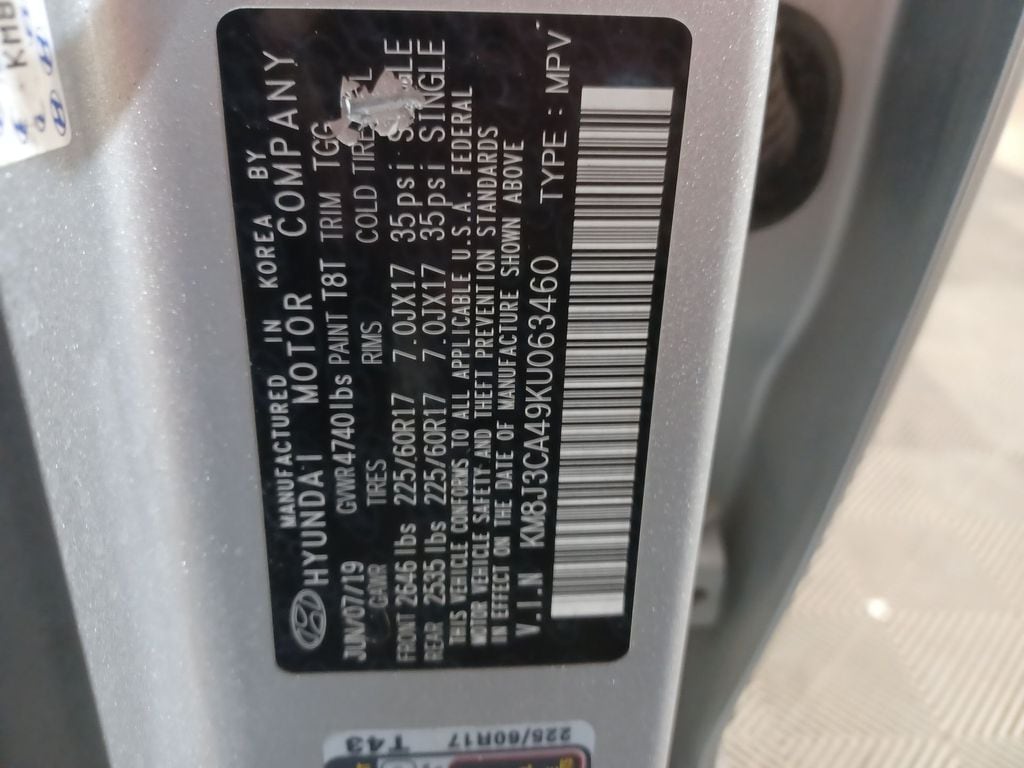 MANUFACTURED IN KOREA BY
HYUNDAI MOTOR COMPANY
JUN/07/19 GVWR4740lbs PAINT T8T TRIM TGG
GAWR TIRES RIMS COLD TIRE
FRONT 2646 lbs 225/60R17 7.0JX17 35psi SINGLE
REAR 2535 lbs 225/60R17 7.0JX17 35psi SINGLE
THIS VEHICLE CONFORMS TO ALL APPLICABLE U.S.A. FEDERAL
MOTOR VEHICLE SAFETY AND THEFT PREVENTION STANDARDS
IN EFFECT ON THE DATE OF MANUFACTURE SHOWN ABOVE
V.I.N KM8J3CA49KU063460 TYPE : MPV
KM8
T43
225/60R17